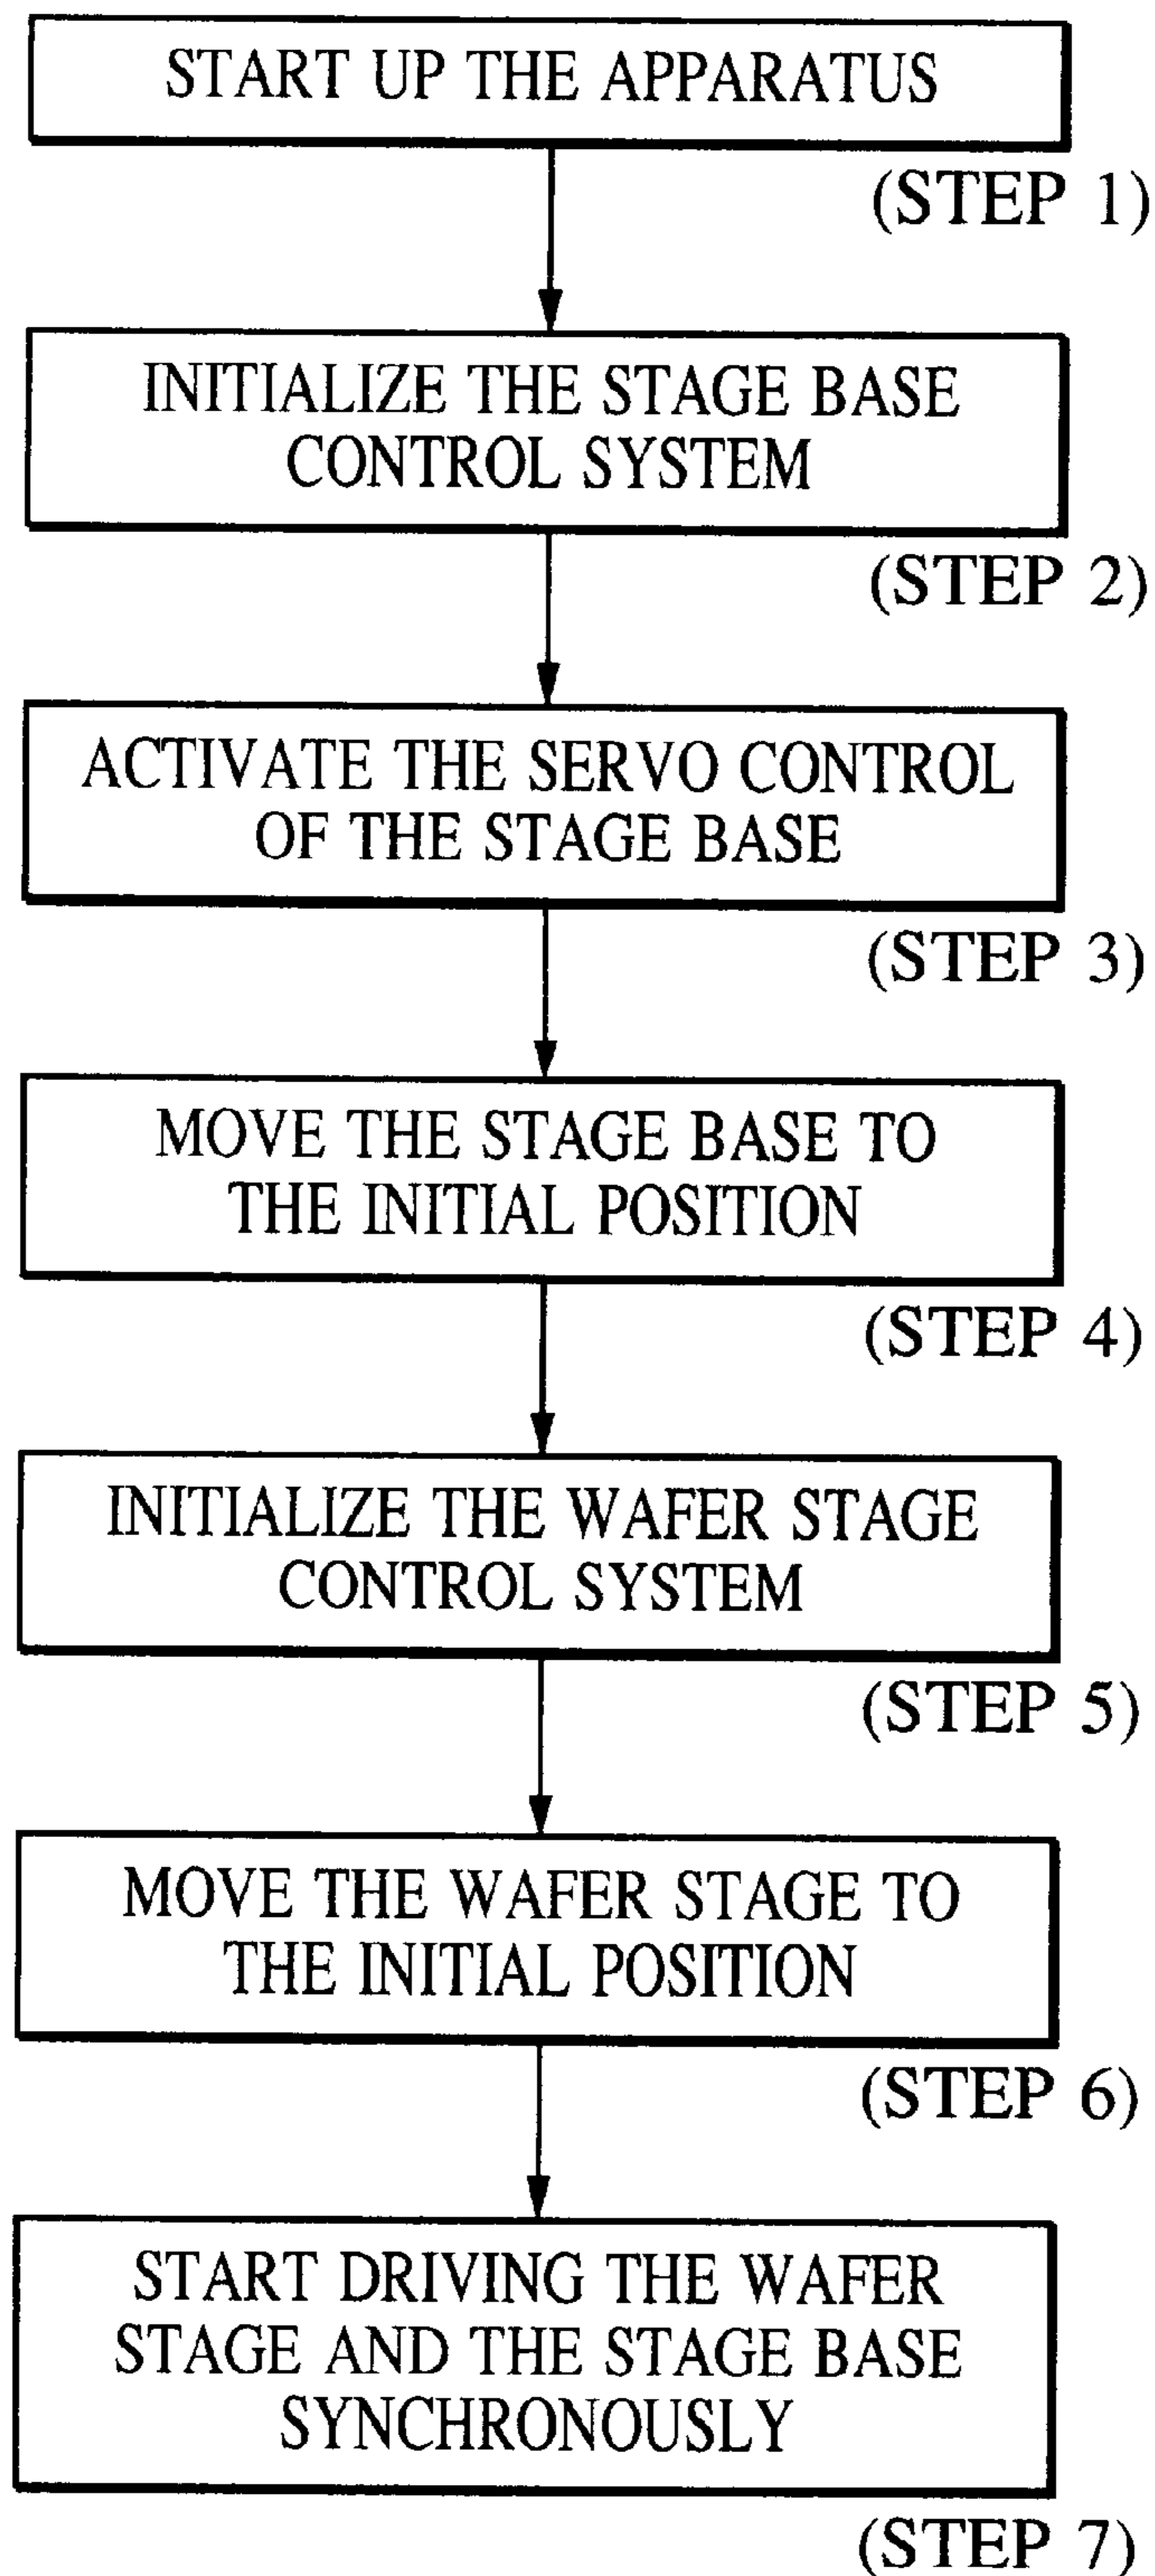 START UP THE APPARATUS
(STEP 1)
INITIALIZE THE STAGE BASE
CONTROL SYSTEM
(STEP 2)
ACTIVATE THE SERVO CONTROL
OF THE STAGE BASE
(STEP 3)
MOVE THE STAGE BASE TO
THE INITIAL POSITION
(STEP 4)
INITIALIZE THE WAFER STAGE
CONTROL SYSTEM
(STEP 5)
MOVE THE WAFER STAGE TO
THE INITIAL POSITION
(STEP 6)
START DRIVING THE WAFER
STAGE AND THE STAGE BASE
SYNCHRONOUSLY
(STEP 7)